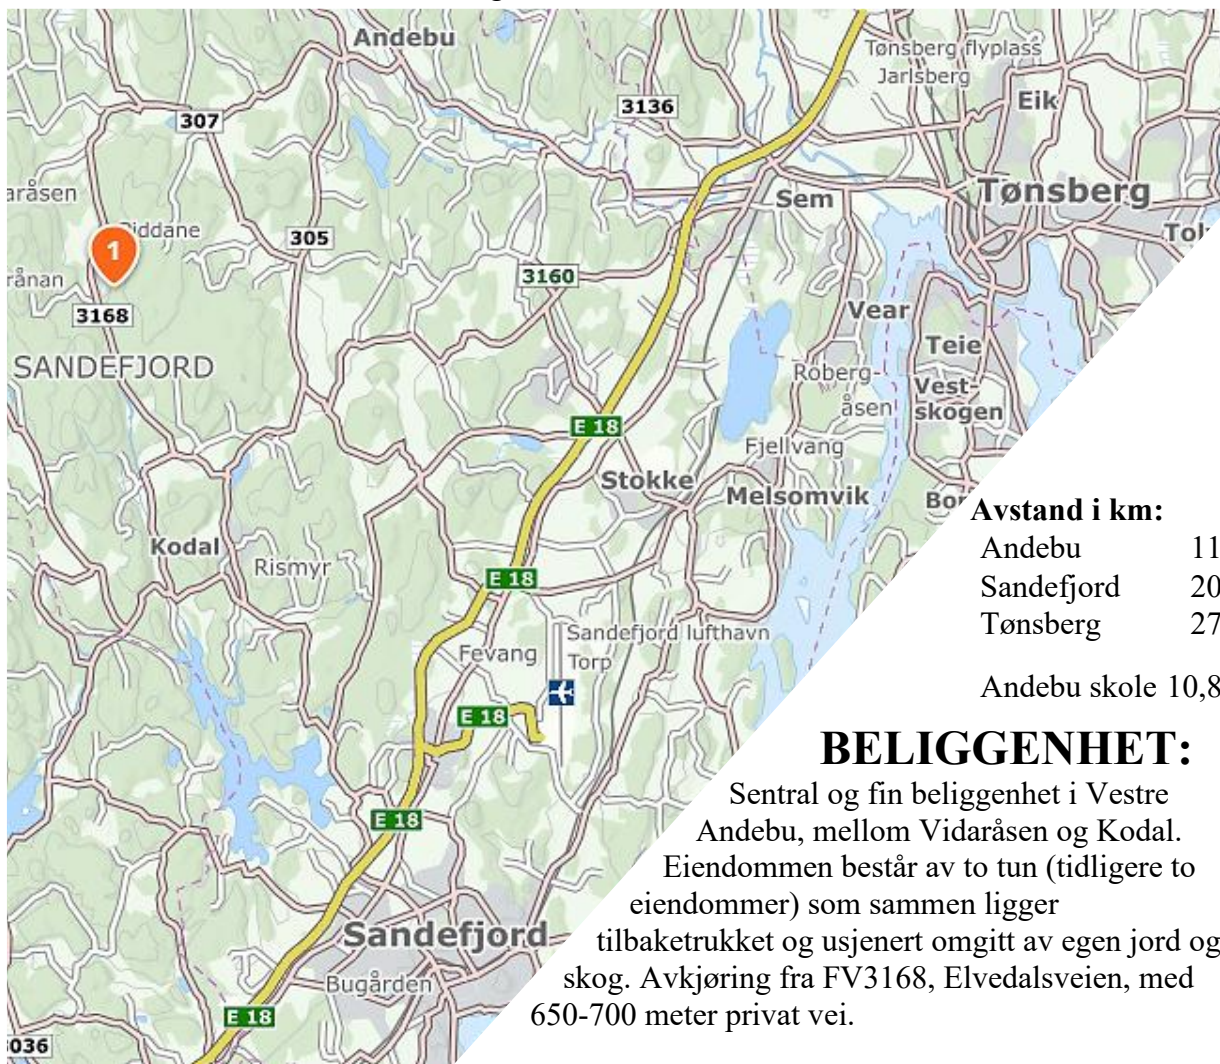 Andebu
Tønsberg flyplass
Jarlsberg
Eik
3136
307
Sem
Tønsberg
305
1
3160
3168
Vear
Teie
SANDEFJORD
Roberg-
åsen
Vest-
skogen
E 18
Fjellvang
Stokke
Melsomvik
Kodal
Rismyr
E 18
Sandefjord lufthavn
Torp
Fevang
E 18
E 18
Sandefjord
Bugården
E 18
Avstand i km:
Andebu 11
Sandefjord 20
Tønsberg 27
Andebu skole 10,8
BELIGGENHET:
Sentral og fin beliggenhet i Vestre
Andebu, mellom Vidaråsen og Kodal.
Eiendommen består av to tun (tidligere to
eiendommer) som sammen ligger
tilbaketrukket og usjenert omgitt av egen jord og
skog. Avkjøring fra FV3168, Elvedalsveien, med
650-700 meter privat vei.